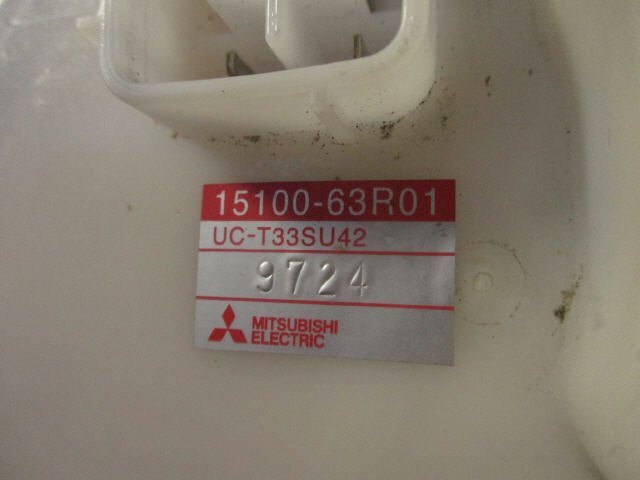 15100-63R01
UC-T33SU42
9724
MITSUBISHI
ELECTRIC